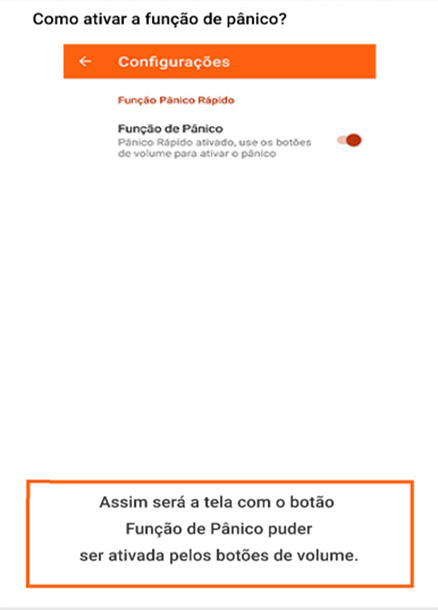 Como ativar a função de pânico?
Configurações
Função Pânico Rápido
Função de Pânico
Pânico Rápido ativado, use os botões
de volume para ativar o pânico
Assim será a tela com o botão
Função de Pânico puder
ser ativada pelos botões de volume.